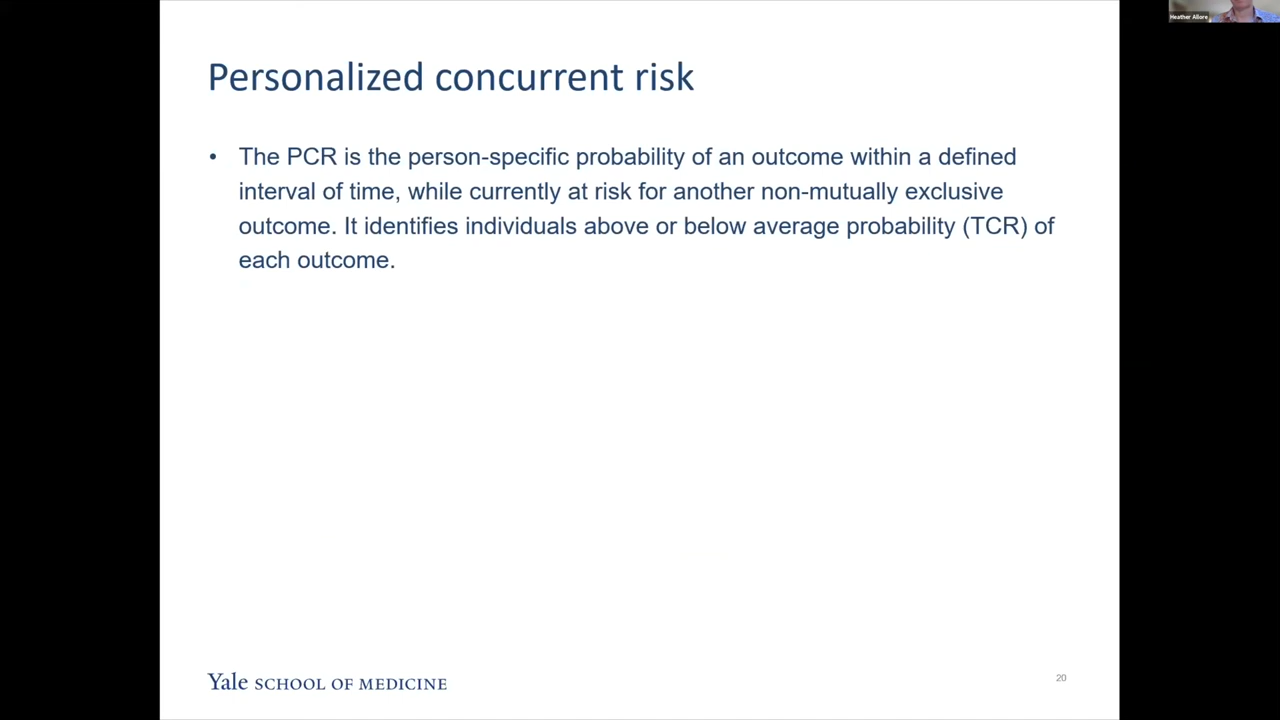 Heather Allore
Personalized concurrent risk
• The PCR is the person-specific probability of an outcome within a defined
interval of time, while currently at risk for another non-mutually exclusive
outcome. It identifies individuals above or below average probability (TCR) of
each outcome.
Yale SCHOOL OF MEDICINE
20